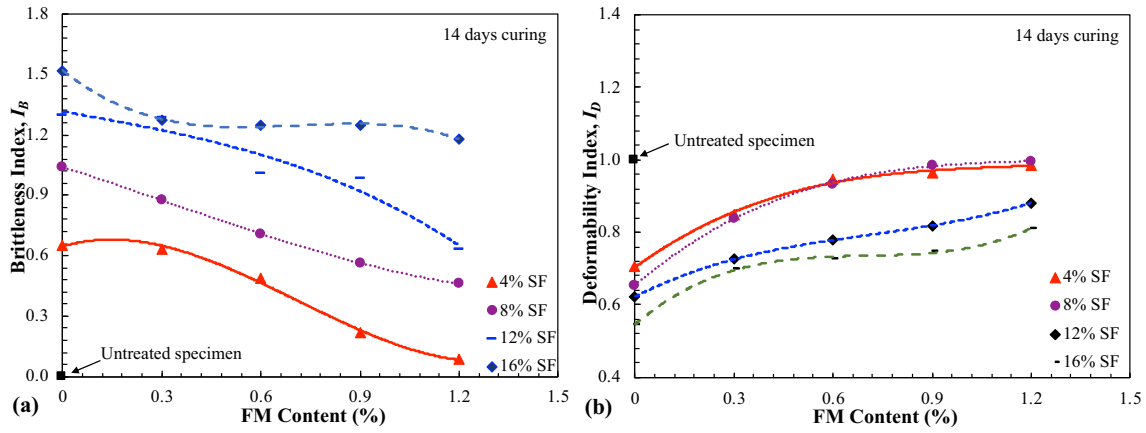 1.8
1.5
1.2
0.9
0.6
0.3
0.0
Brittleness Index, I_B
14 days curing
Untreated specimen
4% SF
8% SF
12% SF
16% SF
0 0.3 0.6 0.9 1.2 1.5
(a) FM Content (%)
1.4
1.2
1.0
0.8
0.6
0.4
Deformability Index, I_D
14 days curing
Untreated specimen
4% SF
8% SF
12% SF
16% SF
0 0.3 0.6 0.9 1.2 1.5
(b) FM Content (%)